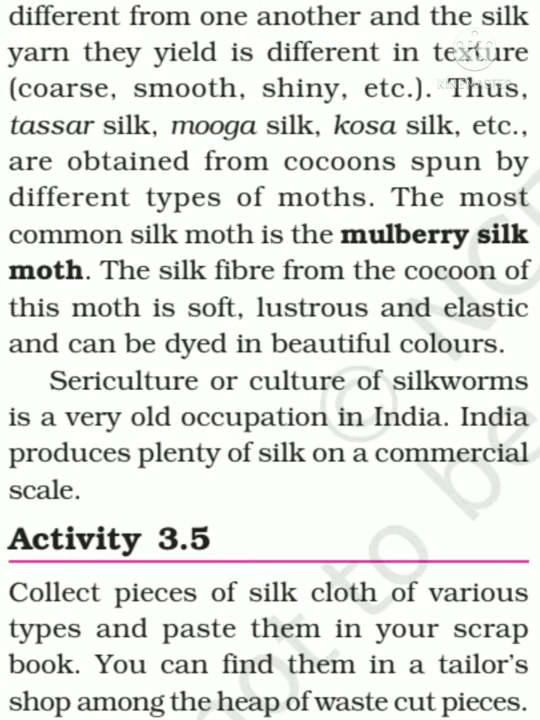 different from one another and the silk
yarn they yield is different in texture
(coarse, smooth, shiny, etc.). Thus,
tassar silk, mooga silk, kosa silk, etc.,
are obtained from cocoons spun by
different types of moths. The most
common silk moth is the mulberry silk
moth. The silk fibre from the cocoon of
this moth is soft, lustrous and elastic
and can be dyed in beautiful colours.
Sericulture or culture of silkworms
is a very old occupation in India. India
produces plenty of silk on a commercial
scale.
Activity 3.5
Collect pieces of silk cloth of various
types and paste them in your scrap
book. You can find them in a tailor's
shop among the heap of waste cut pieces.
KINEMASTER
© NCE
not to be